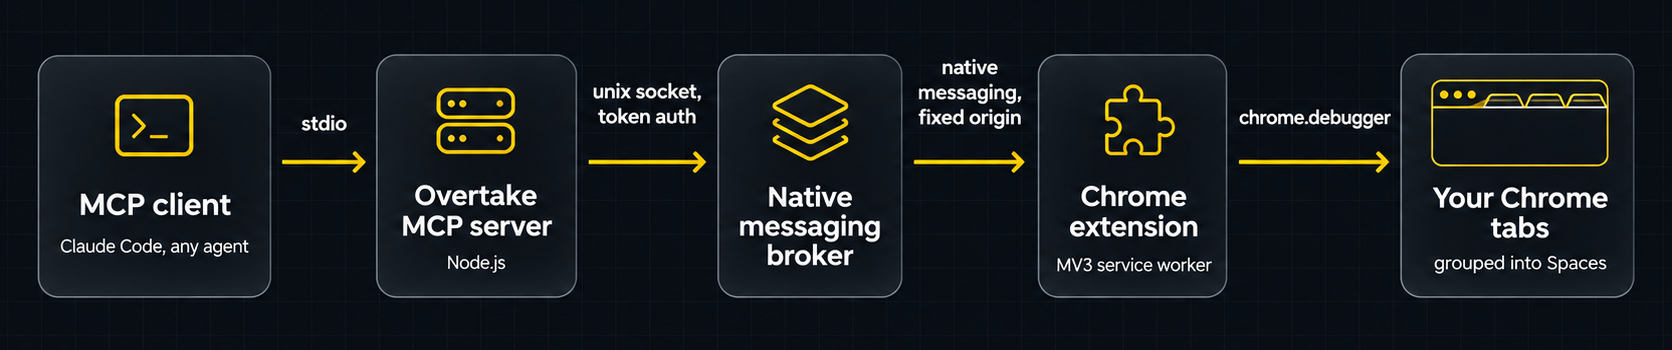 MCP client
Claude Code, any agent
stdio
Overtake
MCP server
Node.js
unix socket,
token auth
Native
messaging
broker
native
messaging,
fixed origin
Chrome
extension
MV3 service worker
chrome.debugger
Your Chrome
tabs
grouped into Spaces